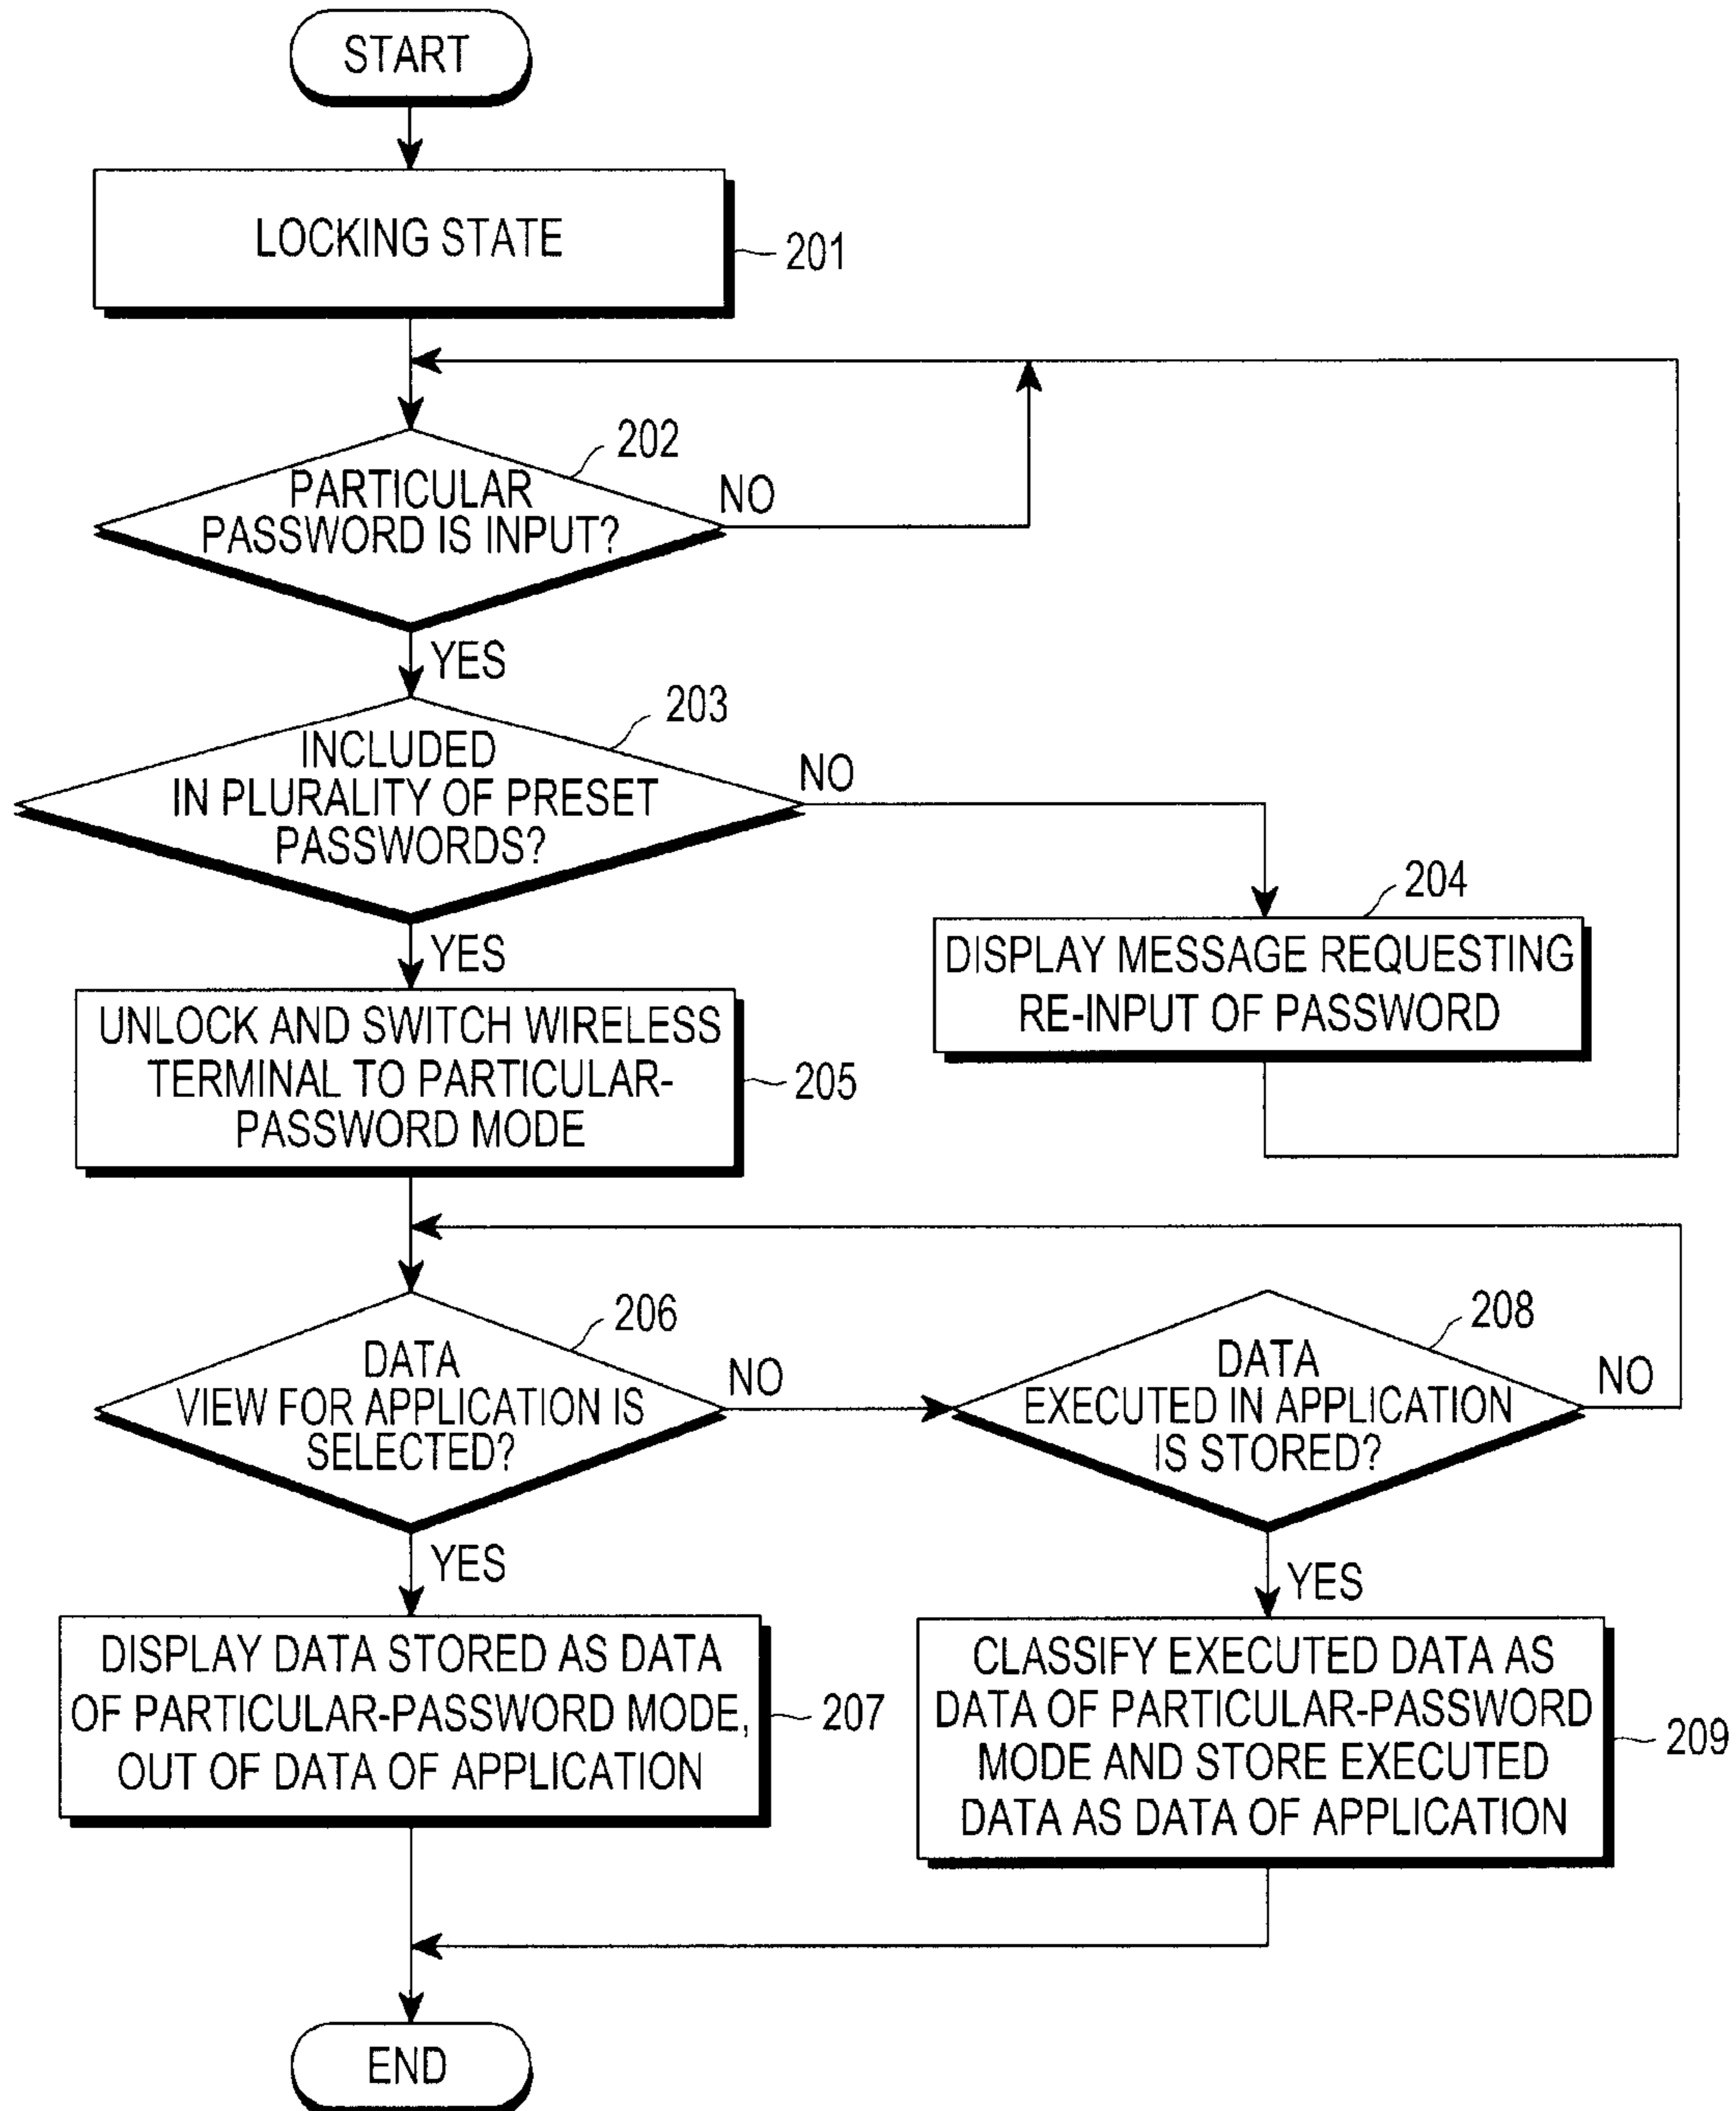 START
LOCKING STATE
201
202
PARTICULAR
PASSWORD IS INPUT?
NO
YES
203
INCLUDED
IN PLURALITY OF PRESET
PASSWORDS?
NO
YES
204
DISPLAY MESSAGE REQUESTING
RE-INPUT OF PASSWORD
UNLOCK AND SWITCH WIRELESS
TERMINAL TO PARTICULAR-
PASSWORD MODE
205
206
DATA
VIEW FOR APPLICATION IS
SELECTED?
NO
YES
208
DATA
EXECUTED IN APPLICATION
IS STORED?
NO
YES
DISPLAY DATA STORED AS DATA
OF PARTICULAR-PASSWORD MODE,
OUT OF DATA OF APPLICATION
207
CLASSIFY EXECUTED DATA AS
DATA OF PARTICULAR-PASSWORD
MODE AND STORE EXECUTED
DATA AS DATA OF APPLICATION
209
END